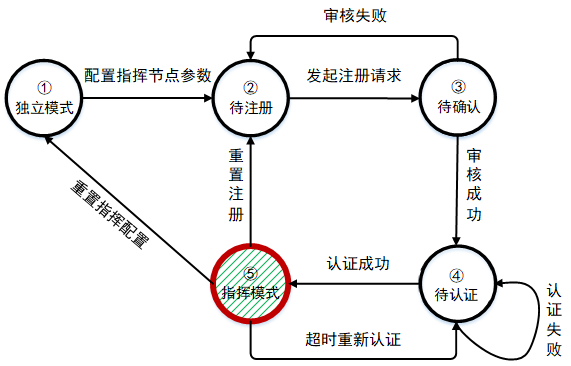 审核失败
配置指挥节点参数
发起注册请求
①
独立模式
②
待注册
③
待确认
重置注册
审核成功
重置指挥配置
认证成功
⑤
指挥模式
④
待认证
认证失败
超时重新认证